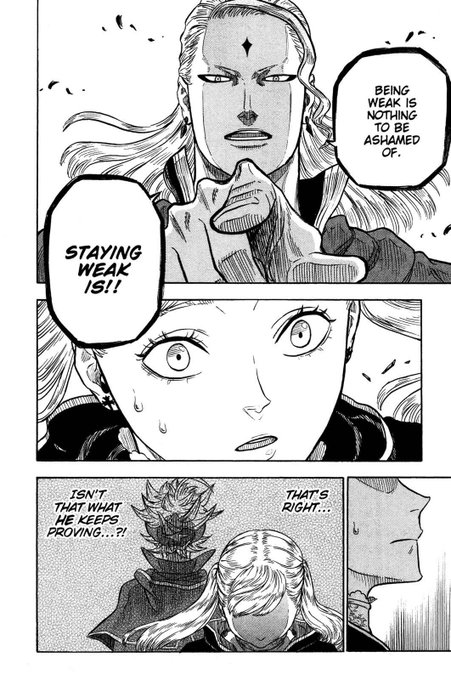 BEING
WEAK IS
NOTHING
TO BE
ASHAMED
OF.
STAYING
WEAK
IS!!
THAT'S
RIGHT...
ISN'T
THAT WHAT
HE KEEPS
PROVING...?!